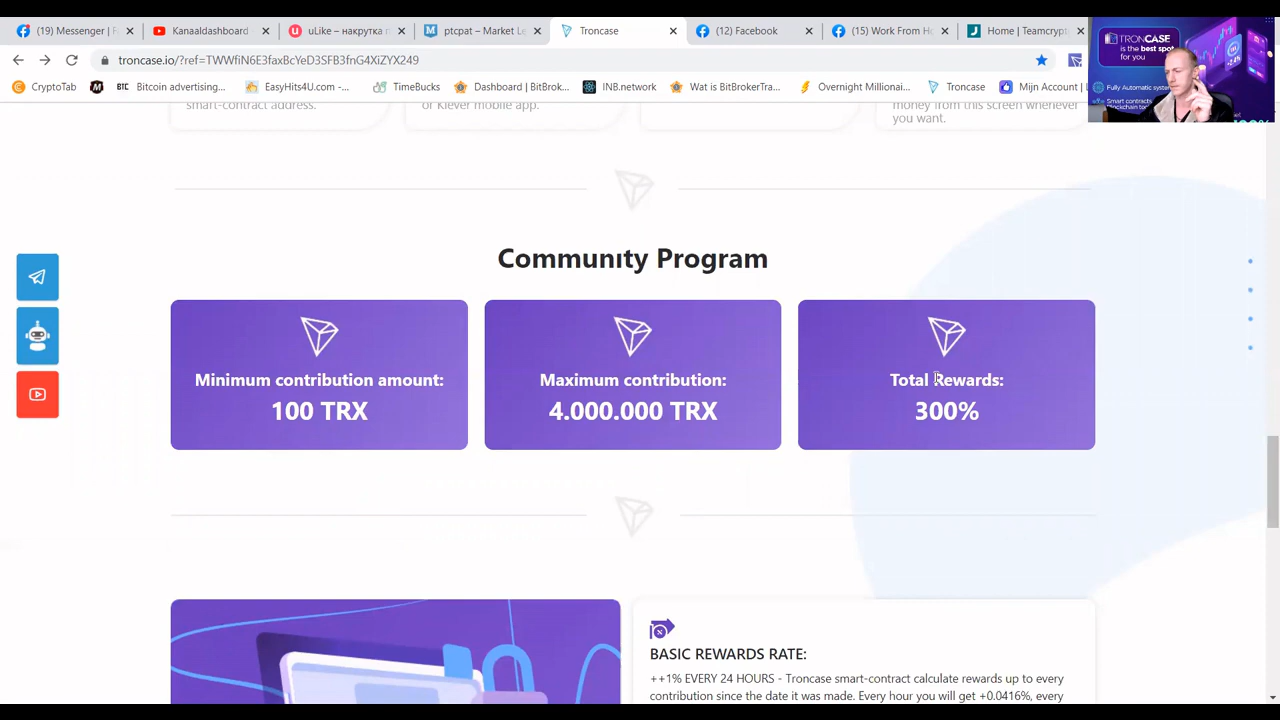 (19) Messenger | F
Kanaaldashboard
uLike – накрутка п
ptcpat – Market Le
Troncase
(12) Facebook
(15) Work From Ho
Home | Teamcrypt
troncase.io/?ref=
CryptoTab
BTC Bitcoin advertising...
EasyHits4U.com -...
TimeBucks
Dashboard | BitBrok...
INB.network
Wat is BitBrokerTra...
Overnight Millionai...
Troncase
Mijn Account | L
TRONCASE
is the best spot
for you
Fully Automatic system
Smart contracts
smart-contract address.
or Klever mobile app.
money from this screen whenever
you want.
Community Program
Minimum contribution amount:
100 TRX
Maximum contribution:
4.000.000 TRX
Total Rewards:
300%
BASIC REWARDS RATE:
++1% EVERY 24 HOURS - Troncase smart-contract calculate rewards up to every
contribution since the date it was made. Every hour you will get +0.0416%, every